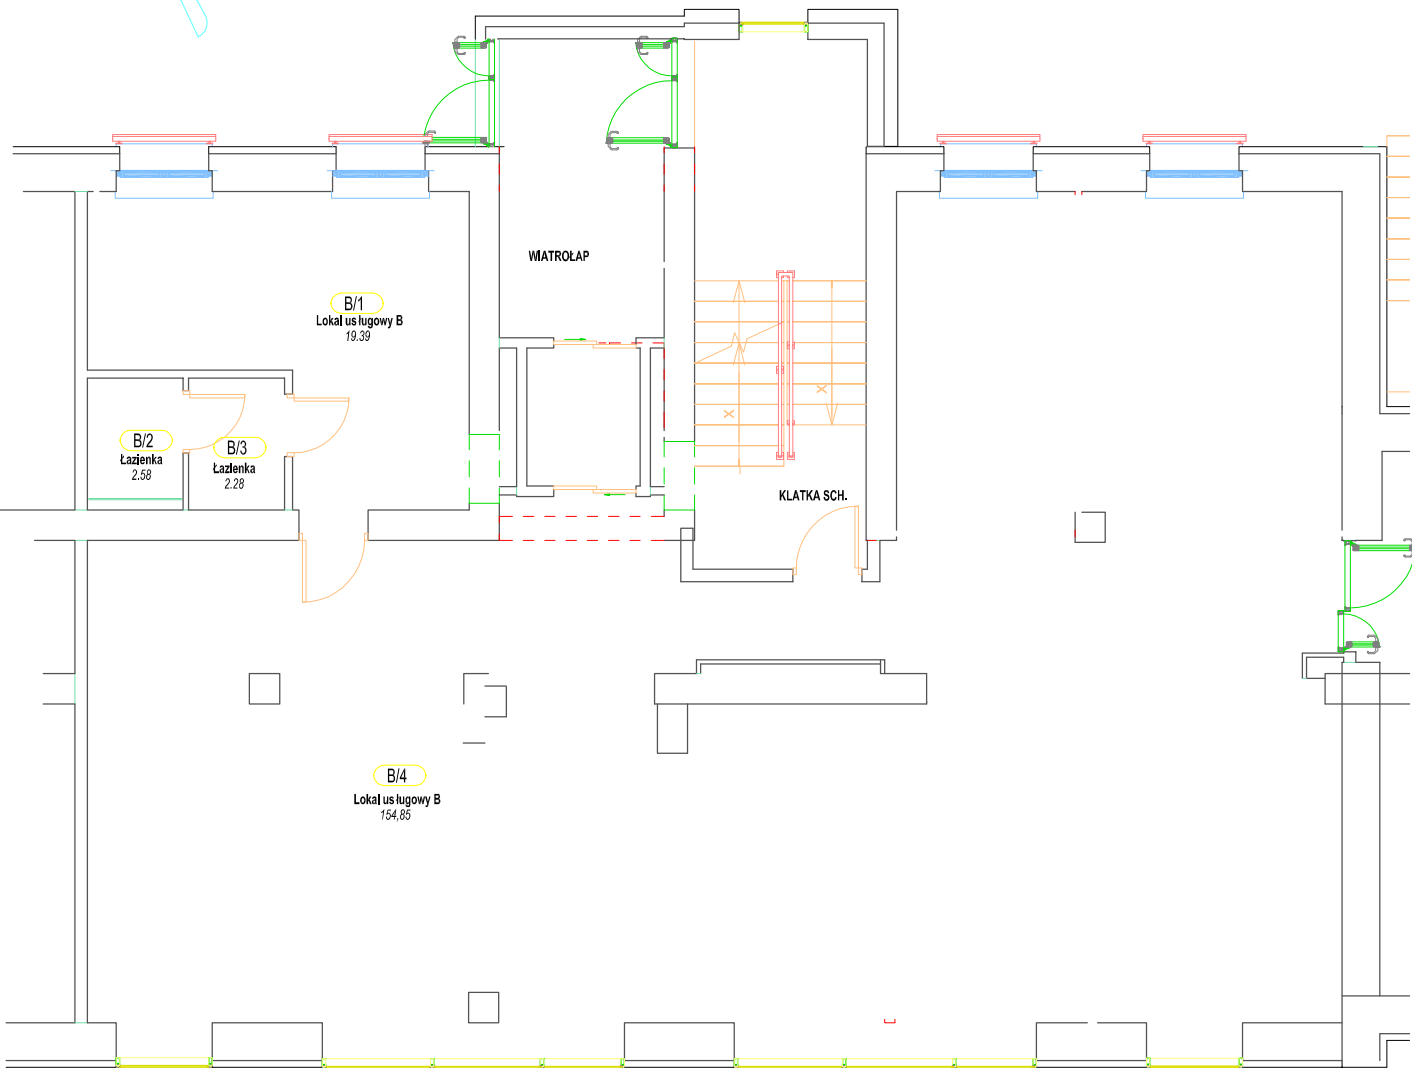 WIATROŁAP
B/1
Lokal usługowy B
19.39
B/2
Łazienka
2.58
B/3
Łazienka
2.28
X
X
KLATKA SCH.
B/4
Lokal usługowy B
154,85